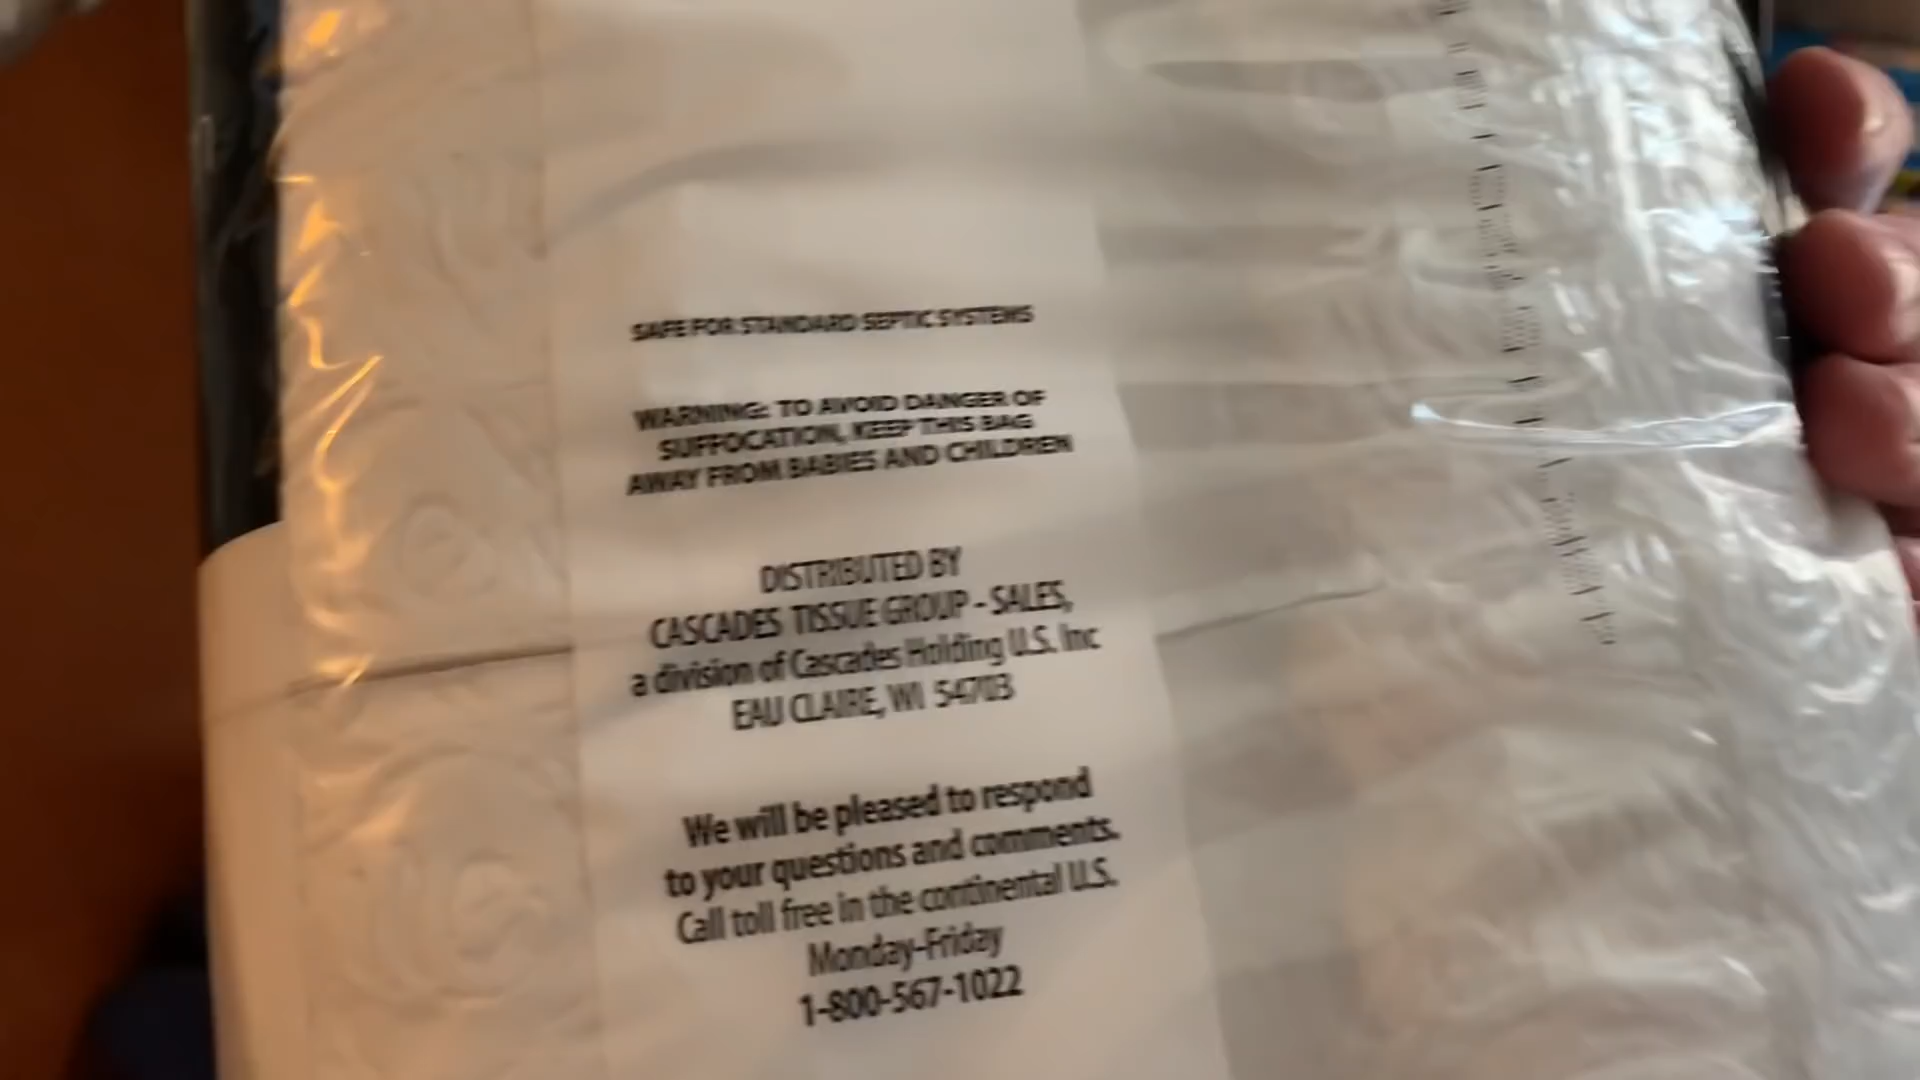 SAFE FOR STANDARD SEPTIC SYSTEMS
WARNING: TO AVOID DANGER OF
SUFFOCATION, KEEP THIS BAG
AWAY FROM BABIES AND CHILDREN
DISTRIBUTED BY
CASCADES TISSUE GROUP - SALES,
a division of Cascades Holding U.S. Inc
EAU CLAIRE, WI 54703
We will be pleased to respond
to your questions and comments.
Call toll free in the continental U.S.
Monday-Friday
1-800-567-1022